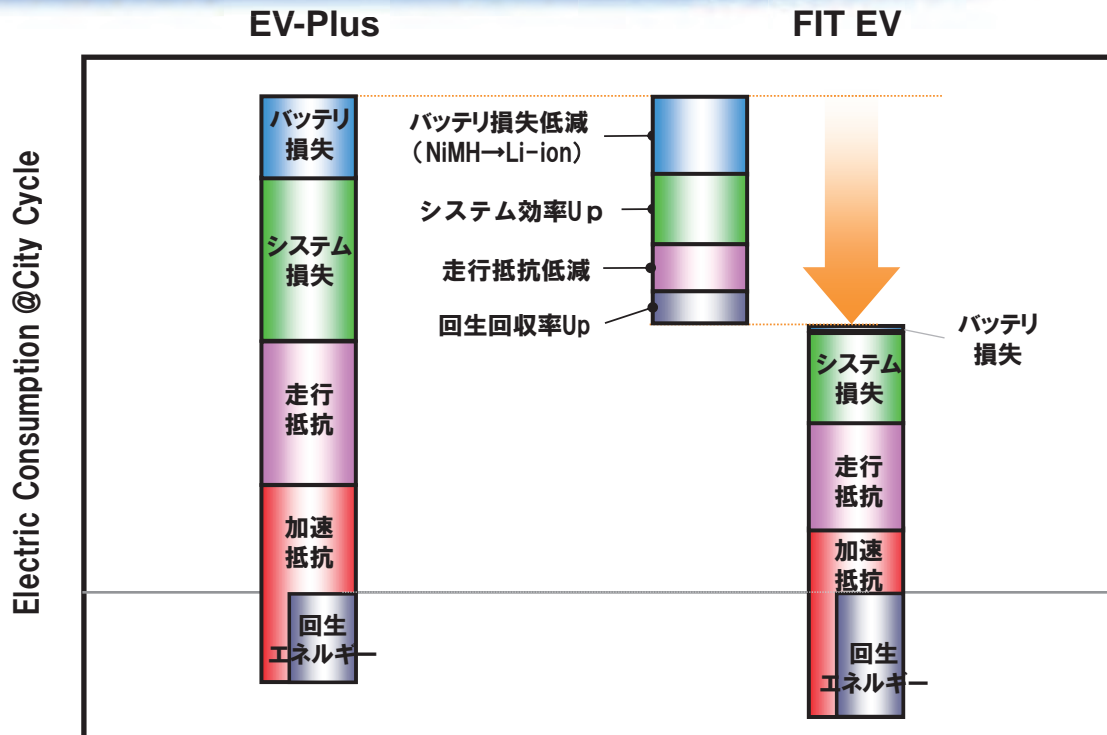 EV-Plus
FIT EV
Electric Consumption @City Cycle
バッテリ
損失
システム
損失
走行
抵抗
加速
抵抗
回生
エネルギー
バッテリ損失低減
（NiMH→Li-ion）
システム効率Up
走行抵抗低減
回生回収率Up
バッテリ
損失
システム
損失
走行
抵抗
加速
抵抗
回生
エネルギー